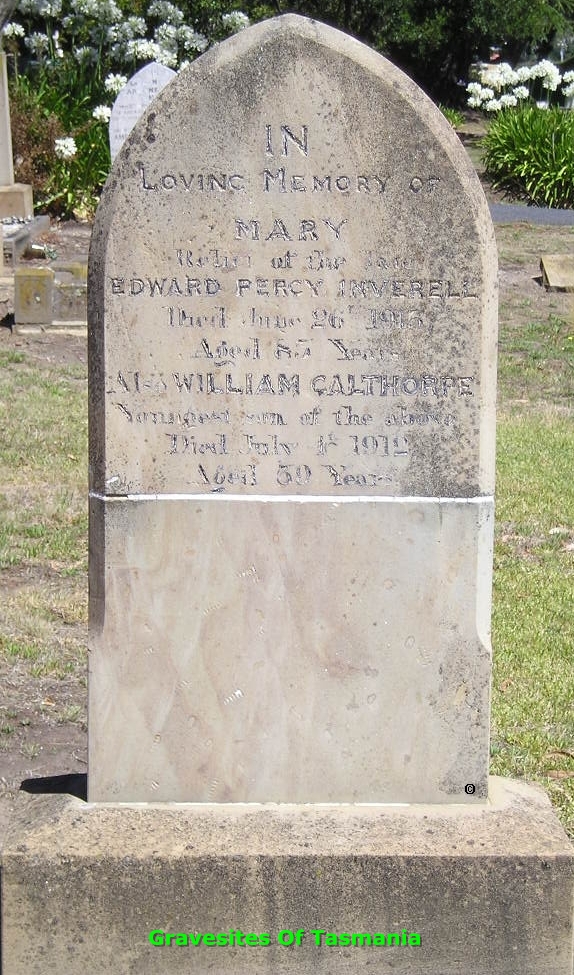 IN
LOVING MEMORY OF
MARY
Relict of the late
EDWARD PERCY INVERELL
Died June 26th 1915
Aged 85 Years
Also WILLIAM CALTHORPE
Youngest son of the above
Died July 1st 1912
Aged 50 Years
©
Gravesites Of Tasmania